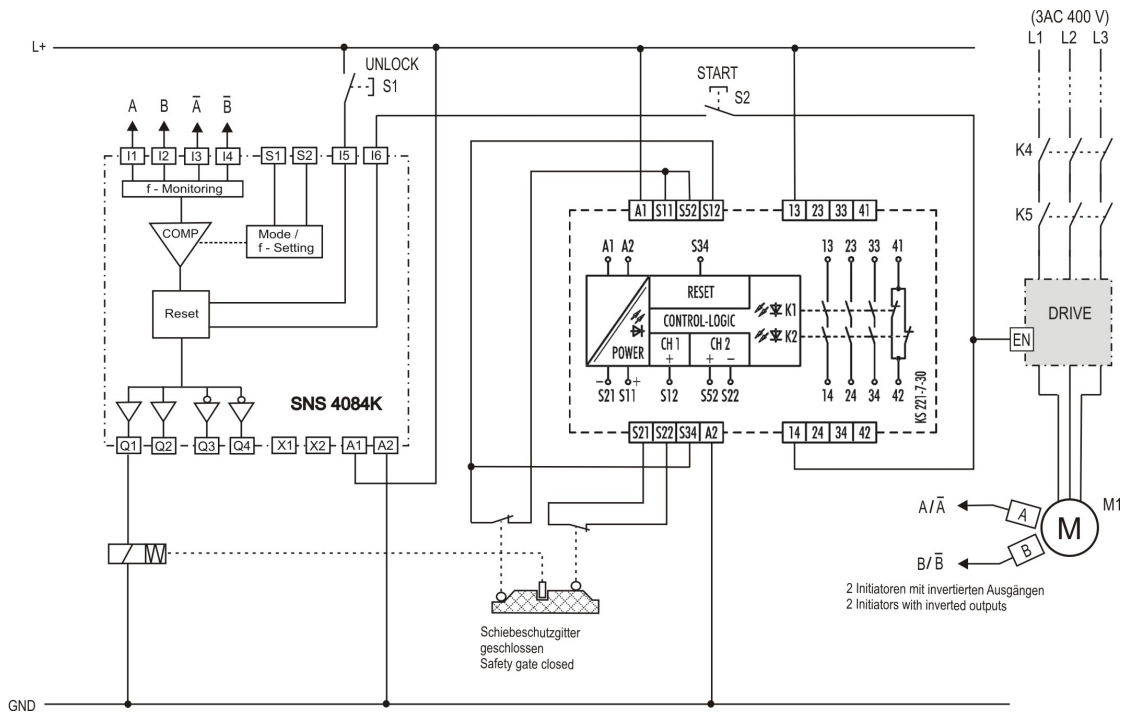 (3AC 400 V)
L1 L2 L3
L+
UNLOCK
S1
START
S2
A B A̅ B̅
I1 I2 I3 I4 S1 S2 I5 I6
K4
f - Monitoring
COMP
Mode /
f - Setting
Reset
SNS 4084K
Q1 Q2 Q3 Q4 X1 X2 A1 A2
K5
A1 S11 S52 S12
13 23 33 41
A1 A2 S34
13 23 33 41
RESET
CONTROL-LOGIC
POWER
CH 1
+
CH 2
+ −
K1
K2
− S21 S11 +
S12
S52 S22
14 24 34 42
KS 221-7-30
S21 S22 S34 A2
14 24 34 42
DRIVE
EN
A/A̅
A
M
M1
B/B̅
B
2 Initiatoren mit invertierten Ausgängen
2 Initiators with inverted outputs
Schiebeschutzgitter
geschlossen
Safety gate closed
GND